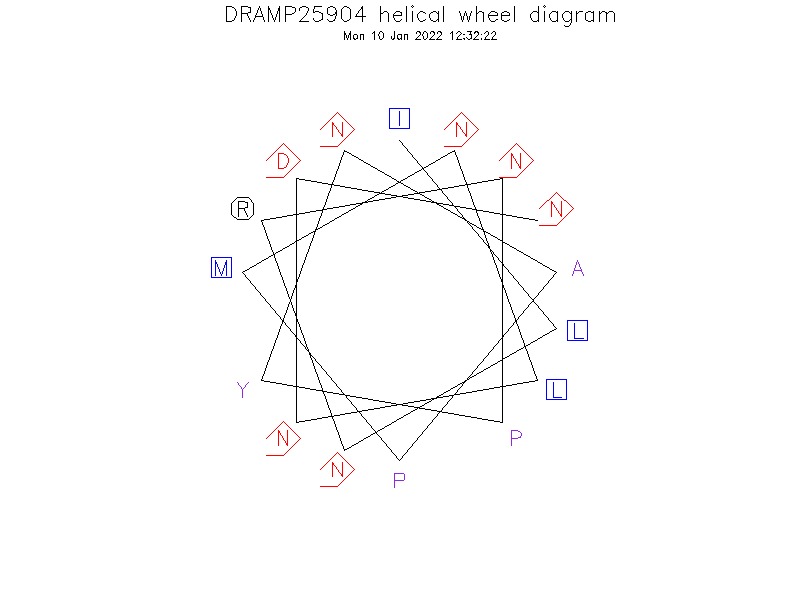 DRAMP25904 helical wheel diagram
Mon 10 Jan 2022 12:32:22
I
N N
D N
R N
M A
L
Y L
N P
N P